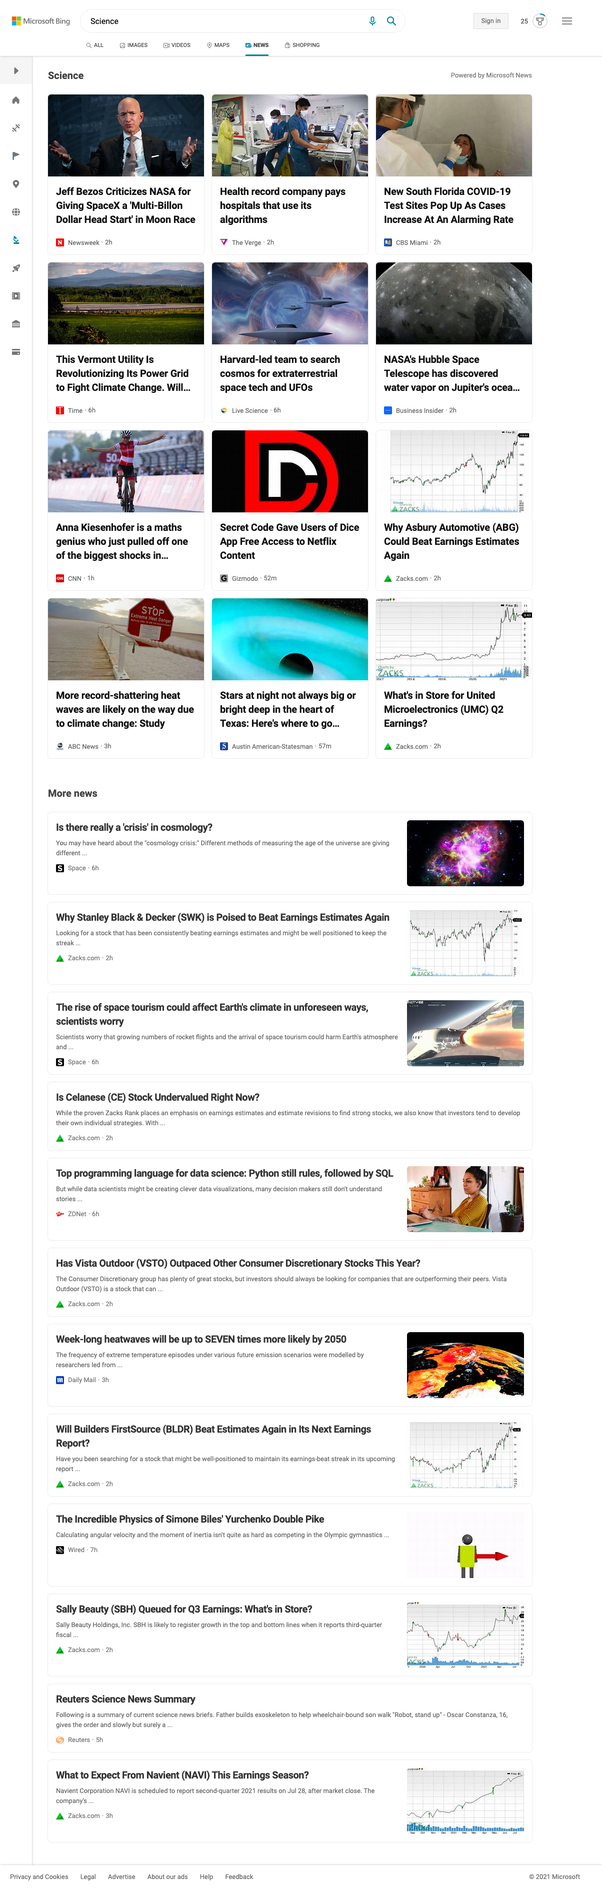 Microsoft Bing
Science
Sign in
25
ALL
IMAGES
VIDEOS
MAPS
NEWS
SHOPPING
Science
Powered by Microsoft News
Jeff Bezos Criticizes NASA for
Giving SpaceX a 'Multi-Billon
Dollar Head Start' in Moon Race
Newsweek · 2h
Health record company pays
hospitals that use its
algorithms
The Verge · 2h
New South Florida COVID-19
Test Sites Pop Up As Cases
Increase At An Alarming Rate
CBS Miami · 2h
This Vermont Utility Is
Revolutionizing Its Power Grid
to Fight Climate Change. Will...
Time · 6h
Harvard-led team to search
cosmos for extraterrestrial
space tech and UFOs
Live Science · 6h
NASA's Hubble Space
Telescope has discovered
water vapor on Jupiter's ocea...
Business Insider · 2h
Anna Kiesenhofer is a maths
genius who just pulled off one
of the biggest shocks in...
CNN · 1h
Secret Code Gave Users of Dice
App Free Access to Netflix
Content
Gizmodo · 52m
ZACKS
Why Asbury Automotive (ABG)
Could Beat Earnings Estimates
Again
Zacks.com · 2h
STOP
Extreme Heat Danger
More record-shattering heat
waves are likely on the way due
to climate change: Study
ABC News · 3h
Stars at night not always big or
bright deep in the heart of
Texas: Here's where to go...
Austin American-Statesman · 57m
ZACKS
What's in Store for United
Microelectronics (UMC) Q2
Earnings?
Zacks.com · 2h
More news
Is there really a 'crisis' in cosmology?
You may have heard about the "cosmology crisis:" Different methods of measuring the age of the universe are giving
different ...
Space · 6h
Why Stanley Black & Decker (SWK) is Poised to Beat Earnings Estimates Again
Looking for a stock that has been consistently beating earnings estimates and might be well positioned to keep the
streak ...
Zacks.com · 2h
ZACKS
The rise of space tourism could affect Earth's climate in unforeseen ways,
scientists worry
Scientists worry that growing numbers of rocket flights and the arrival of space tourism could harm Earth's atmosphere
and ...
Space · 6h
Is Celanese (CE) Stock Undervalued Right Now?
While the proven Zacks Rank places an emphasis on earnings estimates and estimate revisions to find strong stocks, we also know that investors tend to develop
their own individual strategies. With ...
Zacks.com · 2h
Top programming language for data science: Python still rules, followed by SQL
But while data scientists might be creating clever data visualizations, many decision makers still don't understand
stories ...
ZDNet · 6h
Has Vista Outdoor (VSTO) Outpaced Other Consumer Discretionary Stocks This Year?
The Consumer Discretionary group has plenty of great stocks, but investors should always be looking for companies that are outperforming their peers. Vista
Outdoor (VSTO) is a stock that can ...
Zacks.com · 2h
Week-long heatwaves will be up to SEVEN times more likely by 2050
The frequency of extreme temperature episodes under various future emission scenarios were modelled by
researchers led from ...
Daily Mail · 3h
Will Builders FirstSource (BLDR) Beat Estimates Again in Its Next Earnings
Report?
Have you been searching for a stock that might be well-positioned to maintain its earnings-beat streak in its upcoming
report ...
Zacks.com · 2h
ZACKS
The Incredible Physics of Simone Biles' Yurchenko Double Pike
Calculating angular velocity and the moment of inertia isn't quite as hard as competing in the Olympic gymnastics ...
Wired · 7h
Sally Beauty (SBH) Queued for Q3 Earnings: What's in Store?
Sally Beauty Holdings, Inc. SBH is likely to register growth in the top and bottom lines when it reports third-quarter
fiscal ...
Zacks.com · 2h
Reuters Science News Summary
Following is a summary of current science news briefs. Father builds exoskeleton to help wheelchair-bound son walk "Robot, stand up" - Oscar Constanza, 16,
gives the order and slowly but surely a ...
Reuters · 5h
What to Expect From Navient (NAVI) This Earnings Season?
Navient Corporation NAVI is scheduled to report second-quarter 2021 results on Jul 28, after market close. The
company's ...
Zacks.com · 3h
Privacy and Cookies
Legal
Advertise
About our ads
Help
Feedback
© 2021 Microsoft